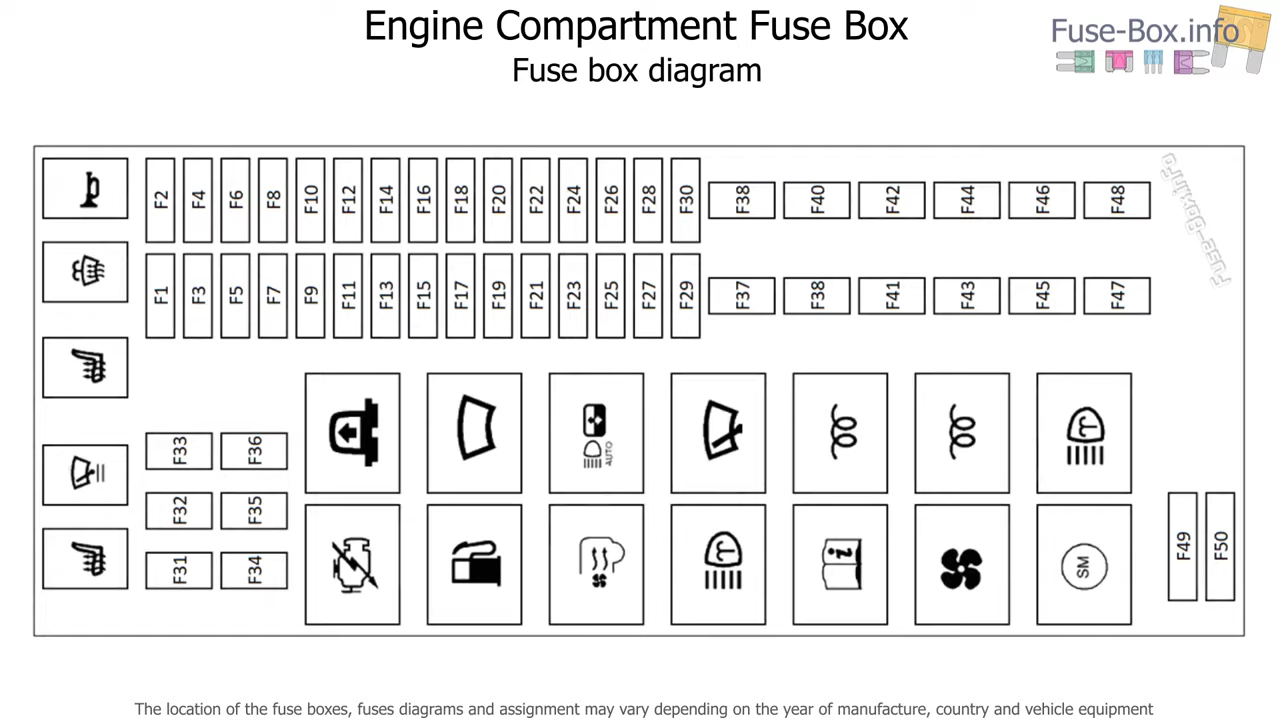 Engine Compartment Fuse Box
Fuse box diagram
Fuse-Box.info
F2 F4 F6 F8 F10 F12 F14 F16 F18 F20 F22 F24 F26 F28 F30 F38 F40 F42 F44 F46 F48
Fuse-Box.info
F1 F3 F5 F7 F9 F11 F13 F15 F17 F19 F21 F23 F25 F27 F29 F37 F38 F41 F43 F45 F47
F33 F36
AUTO
F32 F35
F31 F34
i
SM
F49 F50
The location of the fuse boxes, fuses diagrams and assignment may vary depending on the year of manufacture, country and vehicle equipment